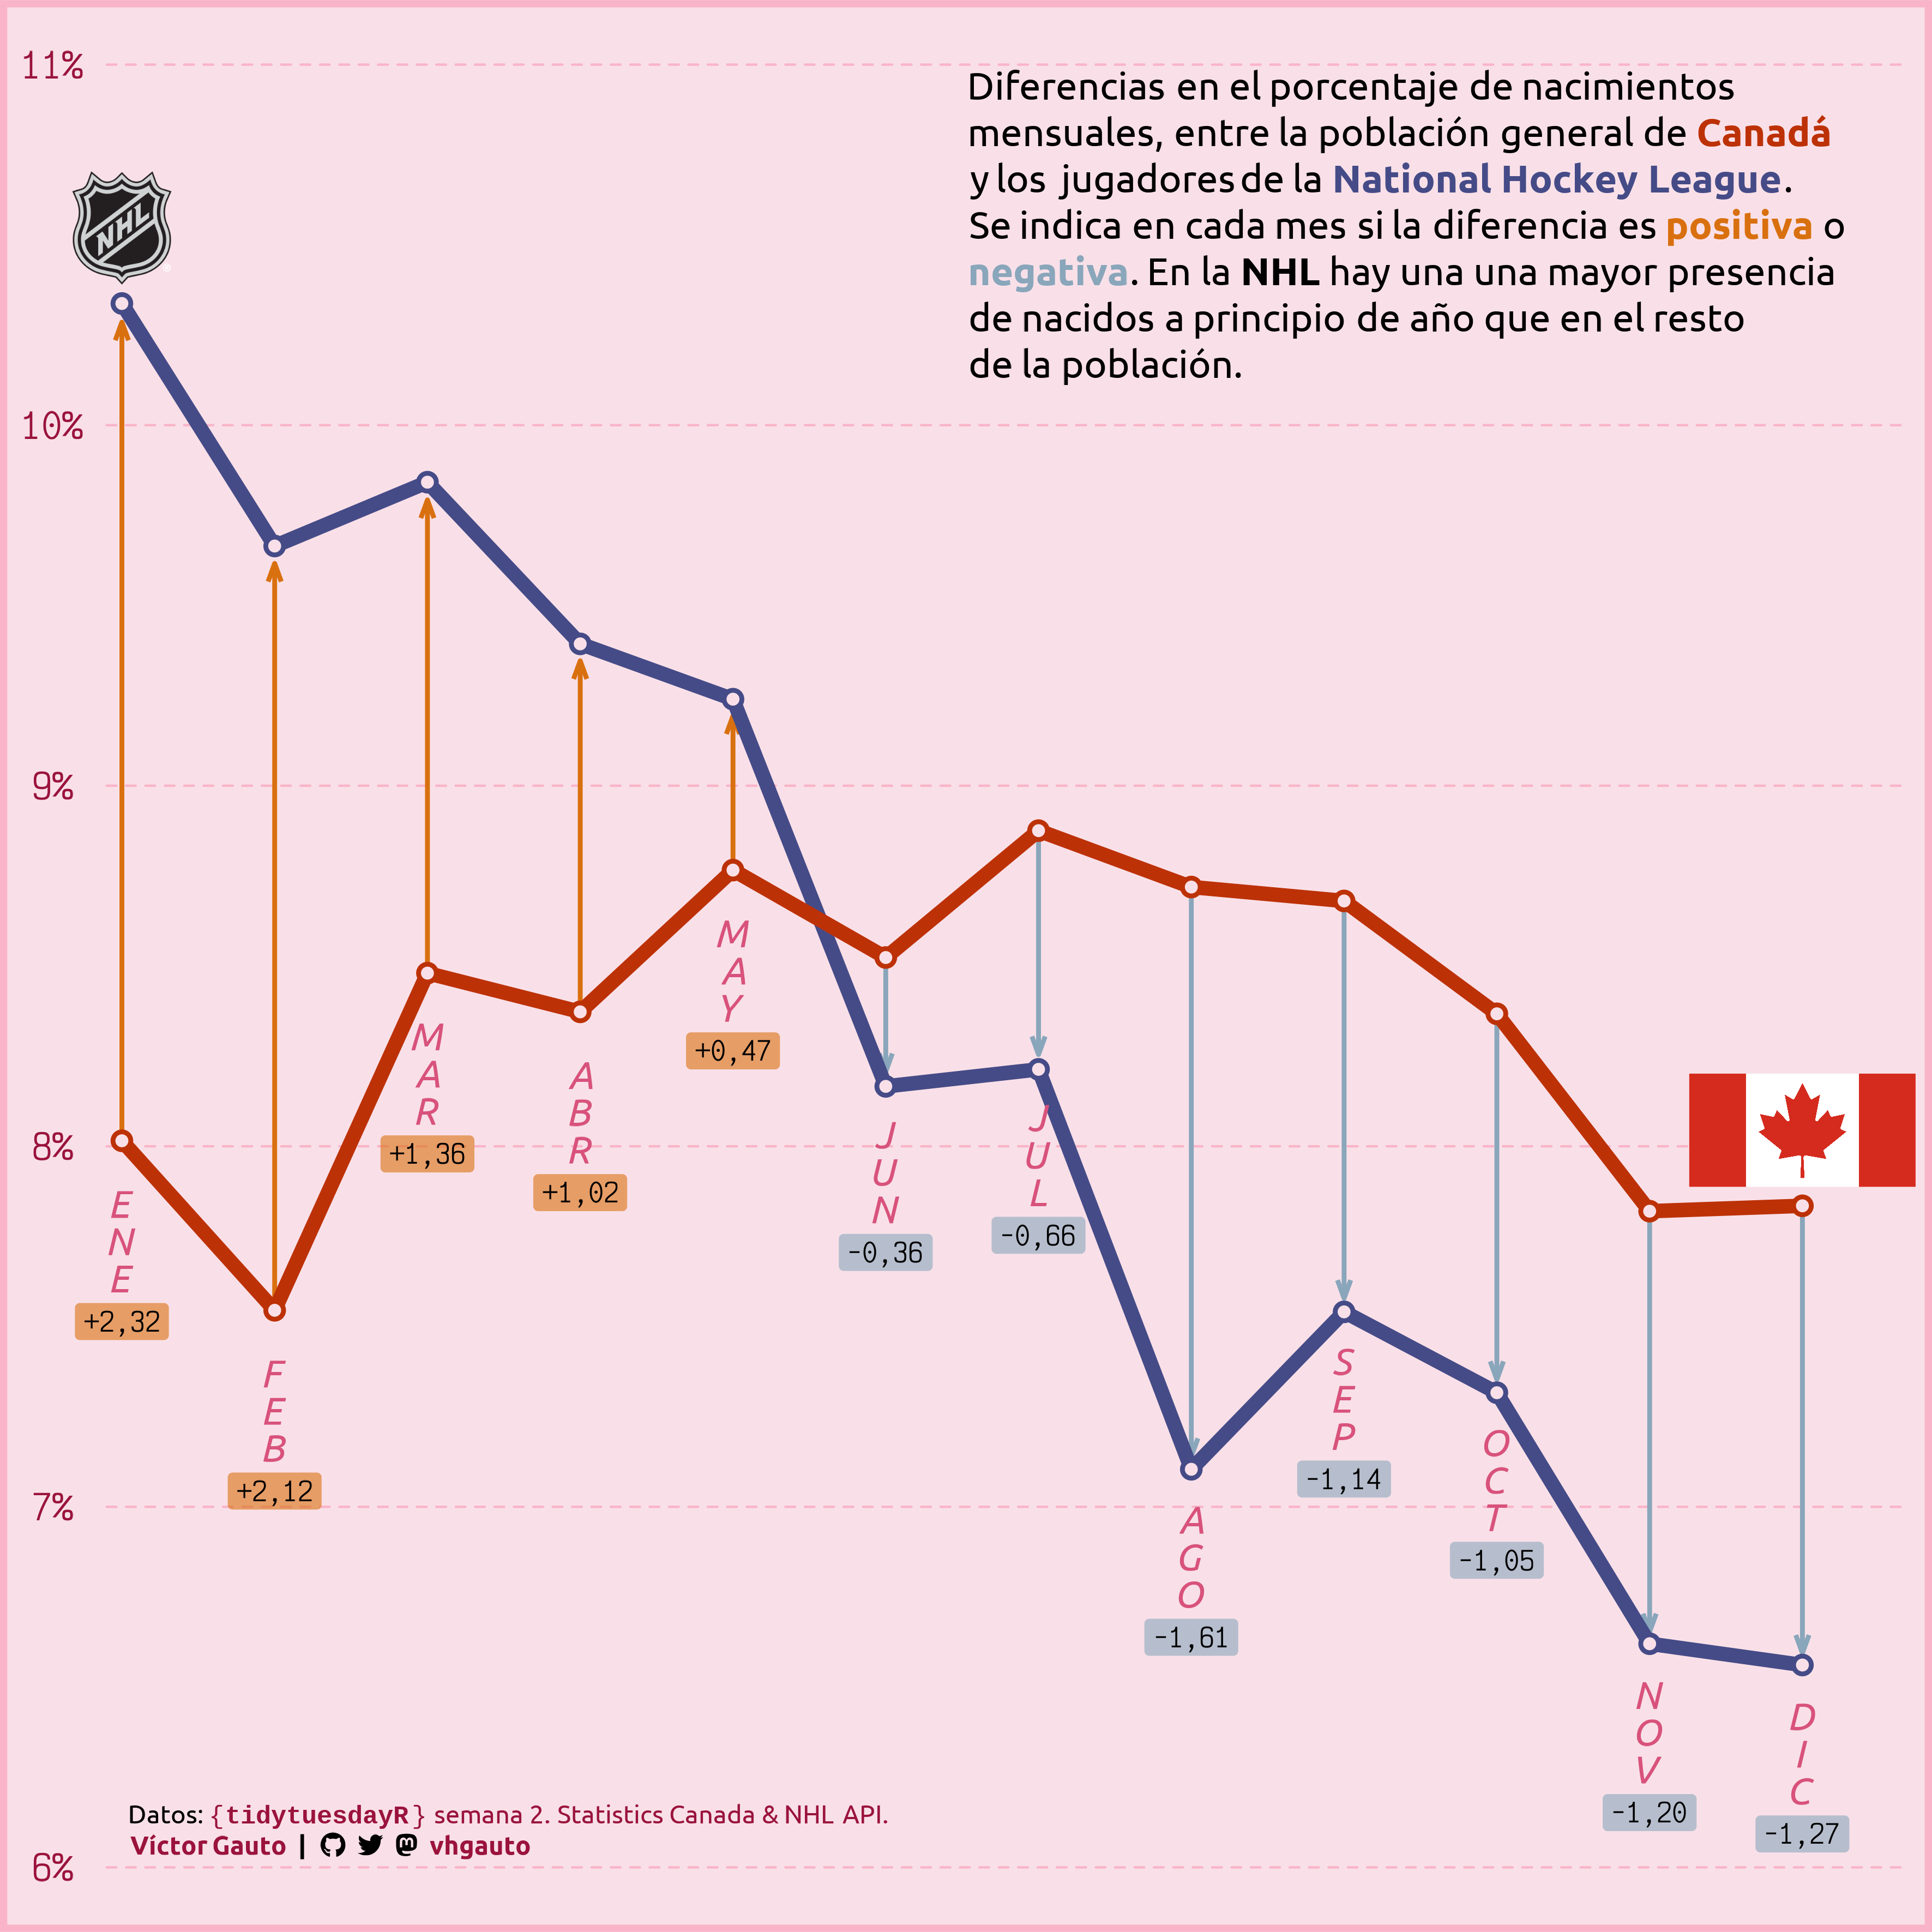 11%
Diferencias en el porcentaje de nacimientos
mensuales, entre la población general de Canadá
y los jugadores de la National Hockey League.
Se indica en cada mes si la diferencia es positiva o
negativa. En la NHL hay una una mayor presencia
de nacidos a principio de año que en el resto
de la población.
NHL
10%
9%
8%
7%
6%
ENE
+2,32
FEB
+2,12
MAR
+1,36
ABR
+1,02
MAY
+0,47
JUN
-0,36
JUL
-0,66
AGO
-1,61
SEP
-1,14
OCT
-1,05
NOV
-1,20
DIC
-1,27
Datos: {tidytuesdayR} semana 2. Statistics Canada & NHL API.
Víctor Gauto | vhgauto